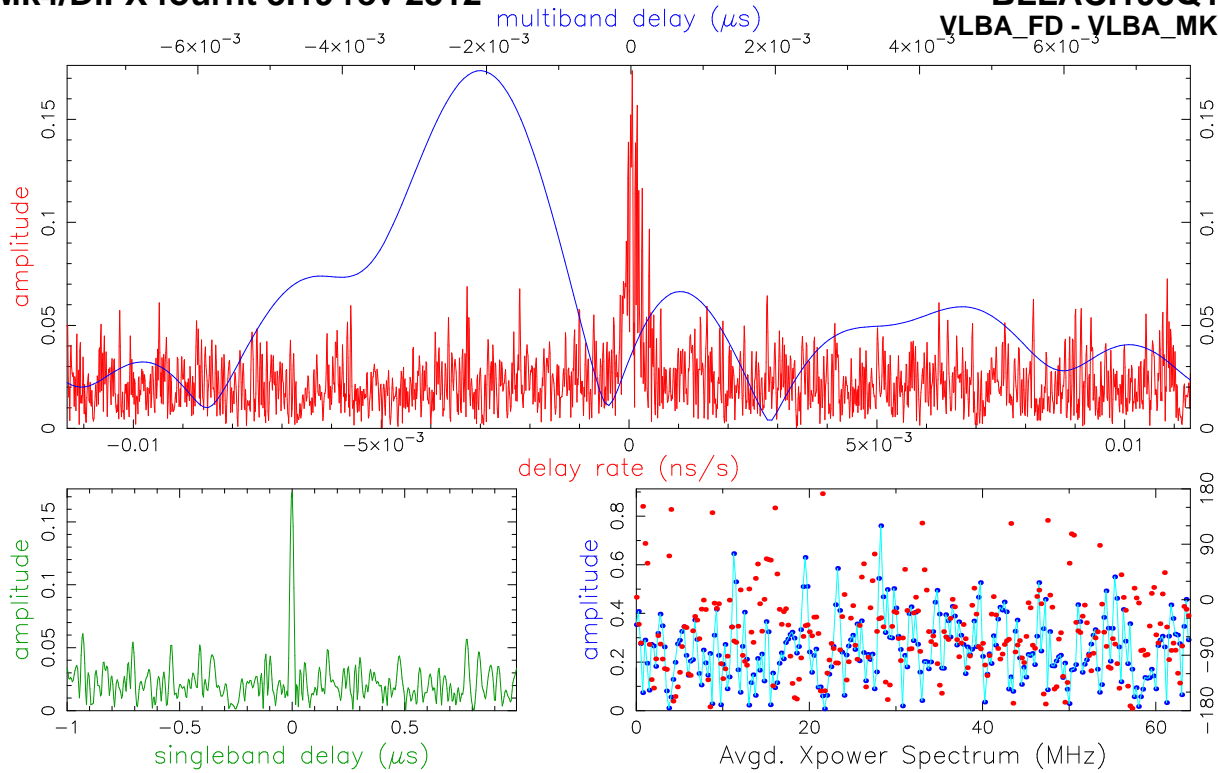 multiband delay (μs)
VLBA_FD - VLBA_MK
−6×10⁻³ −4×10⁻³ −2×10⁻³ 0 2×10⁻³ 4×10⁻³ 6×10⁻³
amplitude
0 0.05 0.1 0.15
0 0.05 0.1 0.15
−0.01 −5×10⁻³ 0 5×10⁻³ 0.01
delay rate (ns/s)
amplitude
0 0.05 0.1 0.15
−1 −0.5 0 0.5
singleband delay (μs)
amplitude
0 0.2 0.4 0.6 0.8
−180 −90 0 90 180
0 20 40 60
Avgd. Xpower Spectrum (MHz)